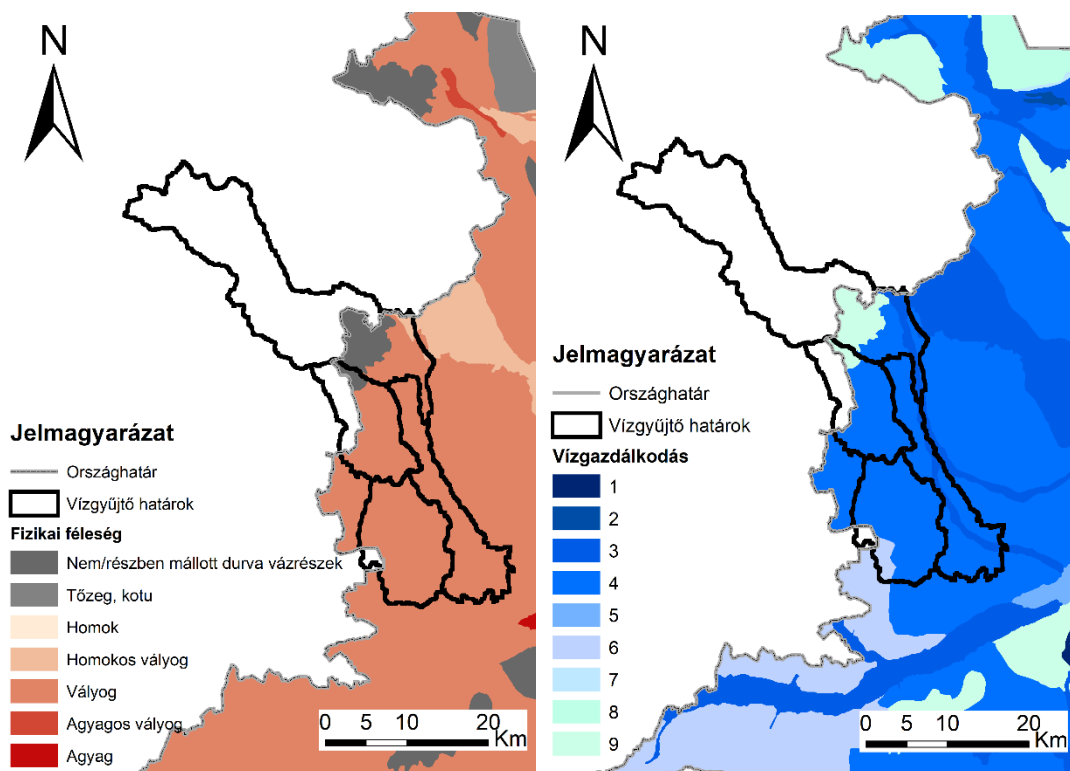 N
Jelmagyarázat
Országhatár
Vízgyűjtő határok
Fizikai féleség
Nem/részben mállott durva vázrészek
Tőzeg, kotu
Homok
Homokos vályog
Vályog
Agyagos vályog
Agyag
0 5 10 20
Km
N
Jelmagyarázat
Országhatár
Vízgyűjtő határok
Vízgazdálkodás
1
2
3
4
5
6
7
8
9
0 5 10 20
Km